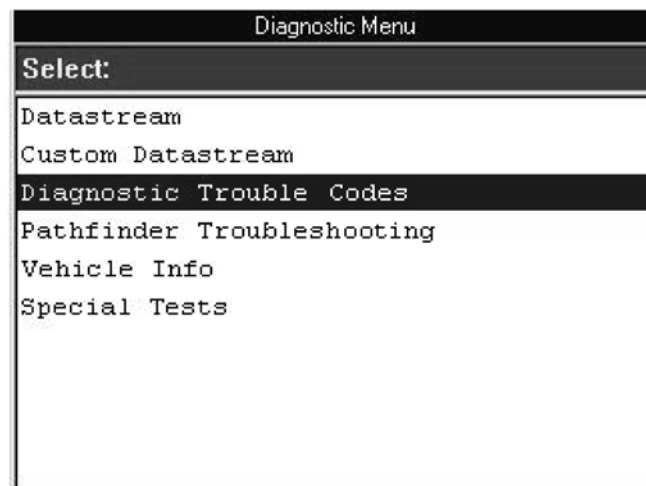 Diagnostic Menu
Select:
Datastream
Custom Datastream
Diagnostic Trouble Codes
Pathfinder Troubleshooting
Vehicle Info
Special Tests